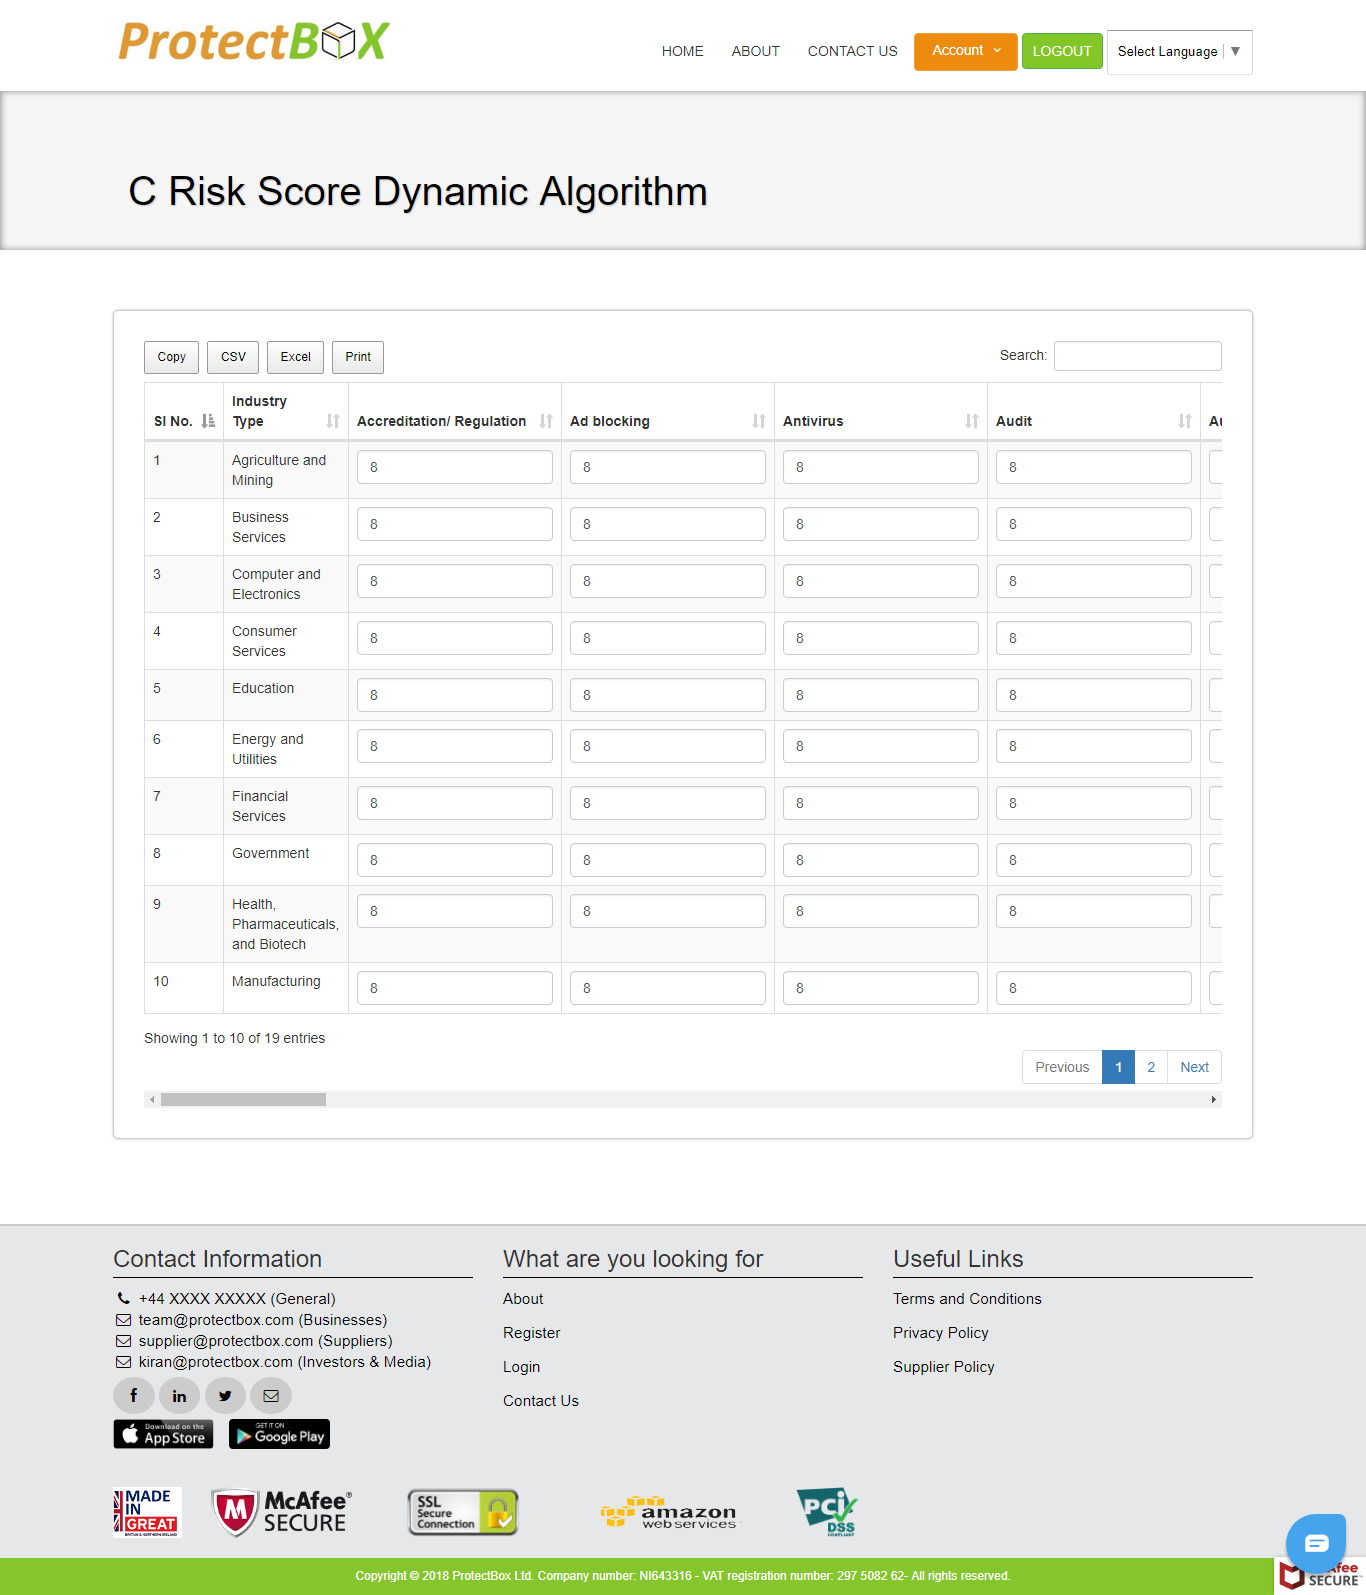 ProtectBOX
HOME ABOUT CONTACT US Account LOGOUT Select Language ▼
C Risk Score Dynamic Algorithm
Copy CSV Excel Print Search:
Sl No. Industry Type Accreditation/ Regulation Ad blocking Antivirus Audit Au
1 Agriculture and Mining 8 8 8 8
2 Business Services 8 8 8 8
3 Computer and Electronics 8 8 8 8
4 Consumer Services 8 8 8 8
5 Education 8 8 8 8
6 Energy and Utilities 8 8 8 8
7 Financial Services 8 8 8 8
8 Government 8 8 8 8
9 Health, Pharmaceuticals, and Biotech 8 8 8 8
10 Manufacturing 8 8 8 8
Showing 1 to 10 of 19 entries
Previous 1 2 Next
Contact Information
+44 XXXX XXXXX (General)
team@protectbox.com (Businesses)
supplier@protectbox.com (Suppliers)
kiran@protectbox.com (Investors & Media)
Download on the
App Store
GET IT ON
Google Play
What are you looking for
About
Register
Login
Contact Us
Useful Links
Terms and Conditions
Privacy Policy
Supplier Policy
MADE
IN
GREAT
BRITAIN & NORTHERN IRELAND
McAfee®
SECURE
SSL
Secure
Connection
amazon
webservices™
PCI
DSS
COMPLIANT
Copyright © 2018 ProtectBox Ltd. Company number: NI643316 - VAT registration number: 297 5082 62- All rights reserved.
SECURE™